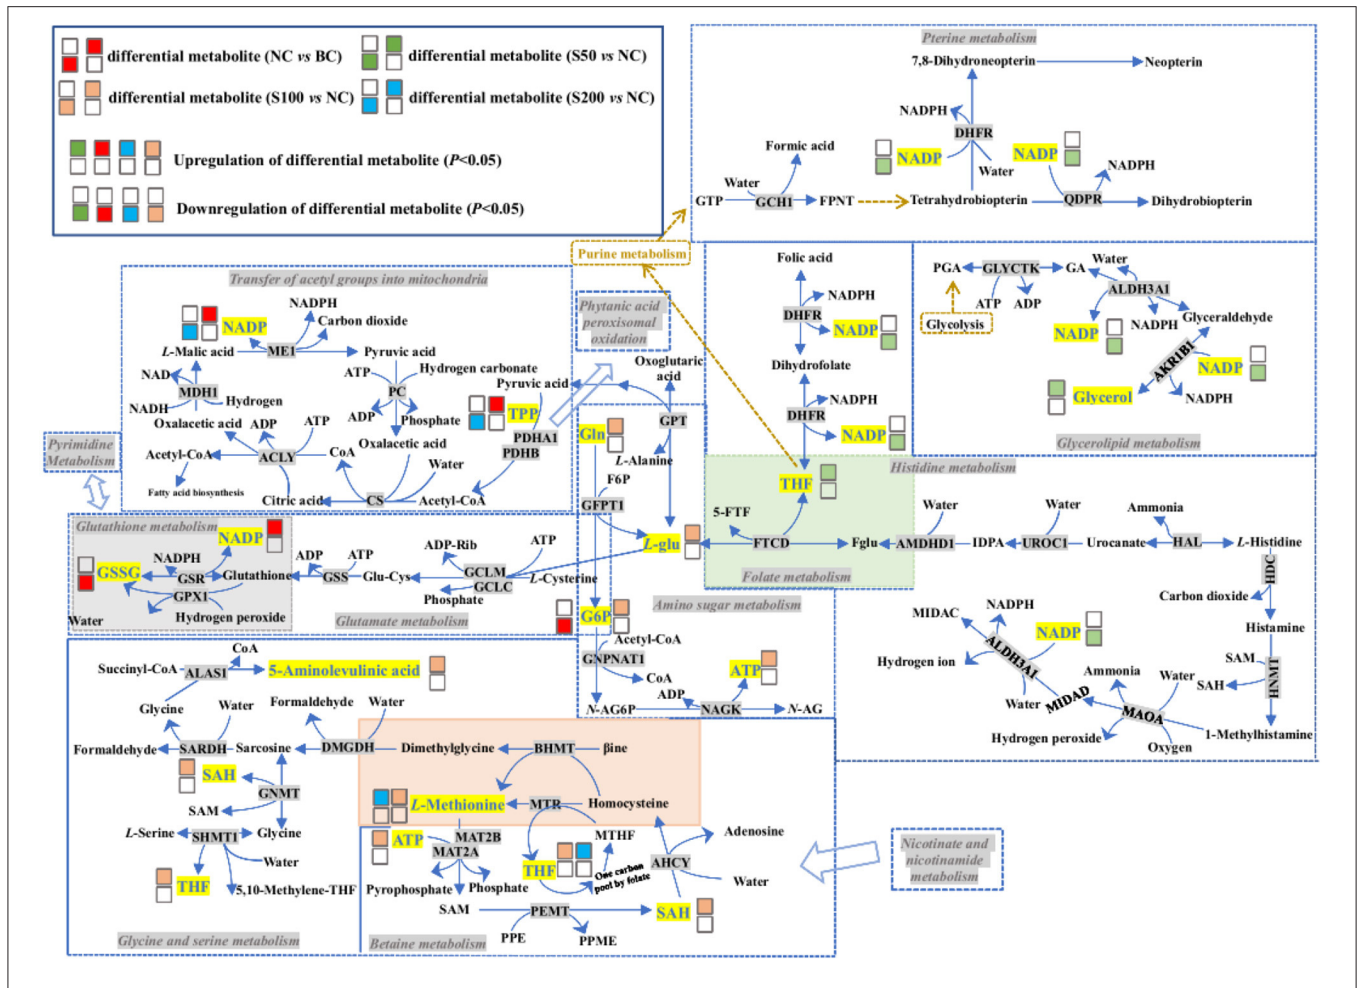 differential metabolite (NC vs BC)
differential metabolite (S50 vs NC)
differential metabolite (S100 vs NC)
differential metabolite (S200 vs NC)
Upregulation of differential metabolite (P<0.05)
Downregulation of differential metabolite (P<0.05)
Pterine metabolism
7,8-Dihydroneopterin
Neopterin
NADPH
DHFR
NADP
Water
NADP
NADPH
Formic acid
Water
GTP
GCH1
FPNT
Tetrahydrobiopterin
QDPR
Dihydrobiopterin
Purine metabolism
Transfer of acetyl groups into mitochondria
NADPH
Carbon dioxide
NADP
L-Malic acid
ME1
Pyruvic acid
NAD
MDH1
NADH
Hydrogen
ATP
Hydrogen carbonate
PC
ADP
Phosphate
Oxalacetic acid
ADP
ATP
Oxalacetic acid
Acetyl-CoA
ACLY
CoA
Water
Fatty acid biosynthesis
Citric acid
CS
Acetyl-CoA
Pyruvic acid
TPP
PDHA1
PDHB
Phytanic acid
peroxisomal
oxidation
Oxoglutaric
acid
Pyrimidine
Metabolism
Gln
GPT
L-Alanine
F6P
GFPT1
L-glu
Folic acid
NADPH
DHFR
NADP
Dihydrofolate
NADPH
DHFR
NADP
THF
5-FTF
FTCD
Fglu
Folate metabolism
PGA
GLYCTK
GA
Water
ATP
ADP
ALDH3A1
Glycolysis
NADP
NADPH
Glyceraldehyde
AKR1B1
NADP
Glycerol
NADPH
Glycerolipid metabolism
Histidine metabolism
Water
AMDHD1
IDPA
Water
UROC1
Urocanate
Ammonia
HAL
L-Histidine
HDC
Carbon dioxide
Histamine
SAM
HNMT
SAH
1-Methylhistamine
MIDAC
NADPH
NADP
ALDH3A1
Hydrogen ion
Water
MIDAD
Ammonia
Water
MAOA
Hydrogen peroxide
Oxygen
Glutathione metabolism
NADP
NADPH
GSSG
GSR
Glutathione
GPX1
Water
Hydrogen peroxide
ADP
ATP
GSS
Glu-Cys
ADP-Rib
ATP
GCLM
GCLC
L-Cysterine
Phosphate
Glutamate metabolism
G6P
Amino sugar metabolism
Acetyl-CoA
GNPNAT1
CoA
ATP
ADP
N-AG6P
NAGK
N-AG
CoA
Succinyl-CoA
ALAS1
5-Aminolevulinic acid
Glycine
Water
Formaldehyde
Water
Formaldehyde
SARDH
Sarcosine
DMGDH
Dimethylglycine
BHMT
βine
SAH
GNMT
SAM
L-Serine
SHMT1
Glycine
Water
THF
5,10-Methylene-THF
Glycine and serine metabolism
L-Methionine
MTR
Homocysteine
ATP
MAT2B
MAT2A
Pyrophosphate
Phosphate
MTHF
THF
One carbon
pool by folate
AHCY
Adenosine
Water
SAM
PEMT
SAH
PPE
PPME
Betaine metabolism
Nicotinate and
nicotinamide
metabolism